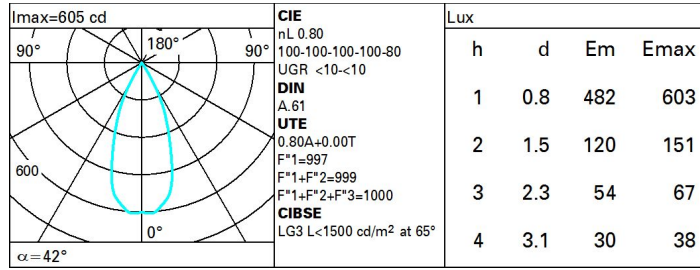 Imax=605 cd
90°
180°
90°
600
0°
α=42°
CIE
nL 0.80
100-100-100-100-80
UGR <10-<10
DIN
A.61
UTE
0.80A+0.00T
F"1=997
F"1+F"2=999
F"1+F"2+F"3=1000
CIBSE
LG3 L<1500 cd/m² at 65°
Lux
h d Em Emax
1 0.8 482 603
2 1.5 120 151
3 2.3 54 67
4 3.1 30 38